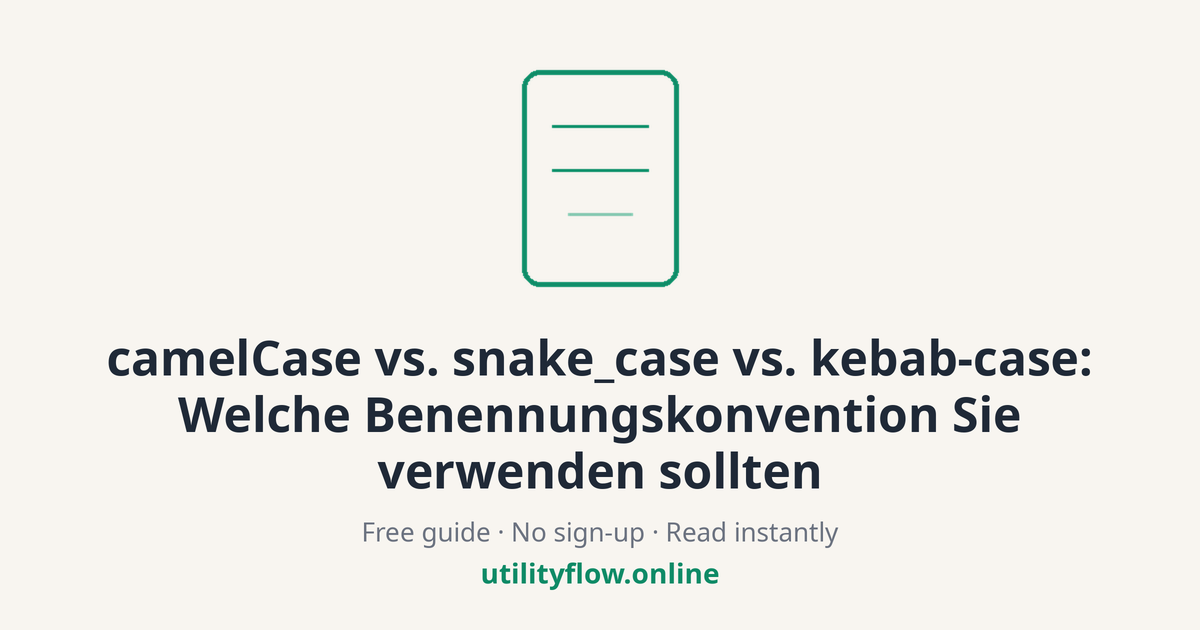 camelCase vs. snake_case vs. kebab-case:
Welche Benennungskonvention Sie
verwenden sollten
Free guide · No sign-up · Read instantly
utilityflow.online